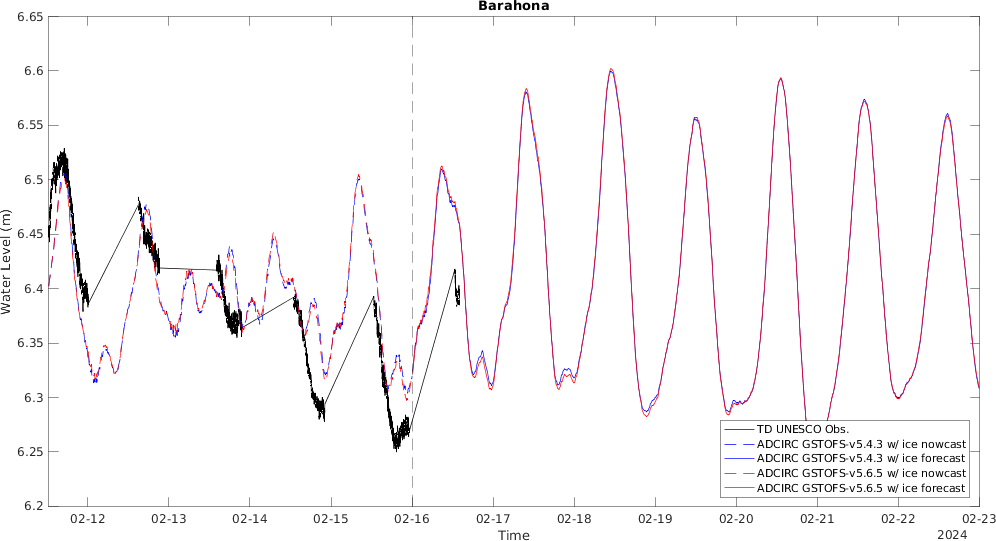 Barahona
6.65
6.6
6.55
6.5
6.45
6.4
6.35
6.3
6.25
6.2
Water Level (m)
TD UNESCO Obs.
ADCIRC GSTOFS-v5.4.3 w/ ice nowcast
ADCIRC GSTOFS-v5.4.3 w/ ice forecast
ADCIRC GSTOFS-v5.6.5 w/ ice nowcast
ADCIRC GSTOFS-v5.6.5 w/ ice forecast
02-12 02-13 02-14 02-15 02-16 02-17 02-18 02-19 02-20 02-21 02-22 02-23
Time 2024